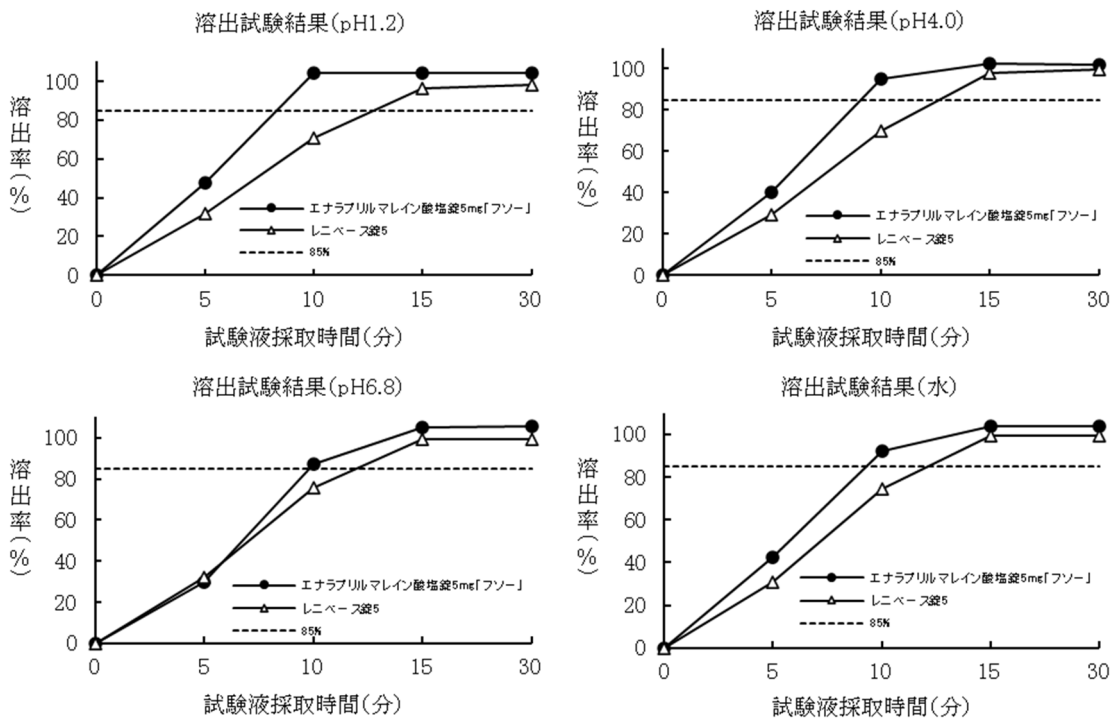 溶出試験結果(pH1.2)
溶出率(%)
100
80
60
40
20
0
エナラプリルマレイン酸塩錠5mg「フソー」
レニベース錠5
85%
0 5 10 15 30
試験液採取時間(分)
溶出試験結果(pH4.0)
溶出率(%)
100
80
60
40
20
0
エナラプリルマレイン酸塩錠5mg「フソー」
レニベース錠5
85%
0 5 10 15 30
試験液採取時間(分)
溶出試験結果(pH6.8)
溶出率(%)
100
80
60
40
20
0
エナラプリルマレイン酸塩錠5mg「フソー」
レニベース錠5
85%
0 5 10 15 30
試験液採取時間(分)
溶出試験結果(水)
溶出率(%)
100
80
60
40
20
0
エナラプリルマレイン酸塩錠5mg「フソー」
レニベース錠5
85%
0 5 10 15 30
試験液採取時間(分)